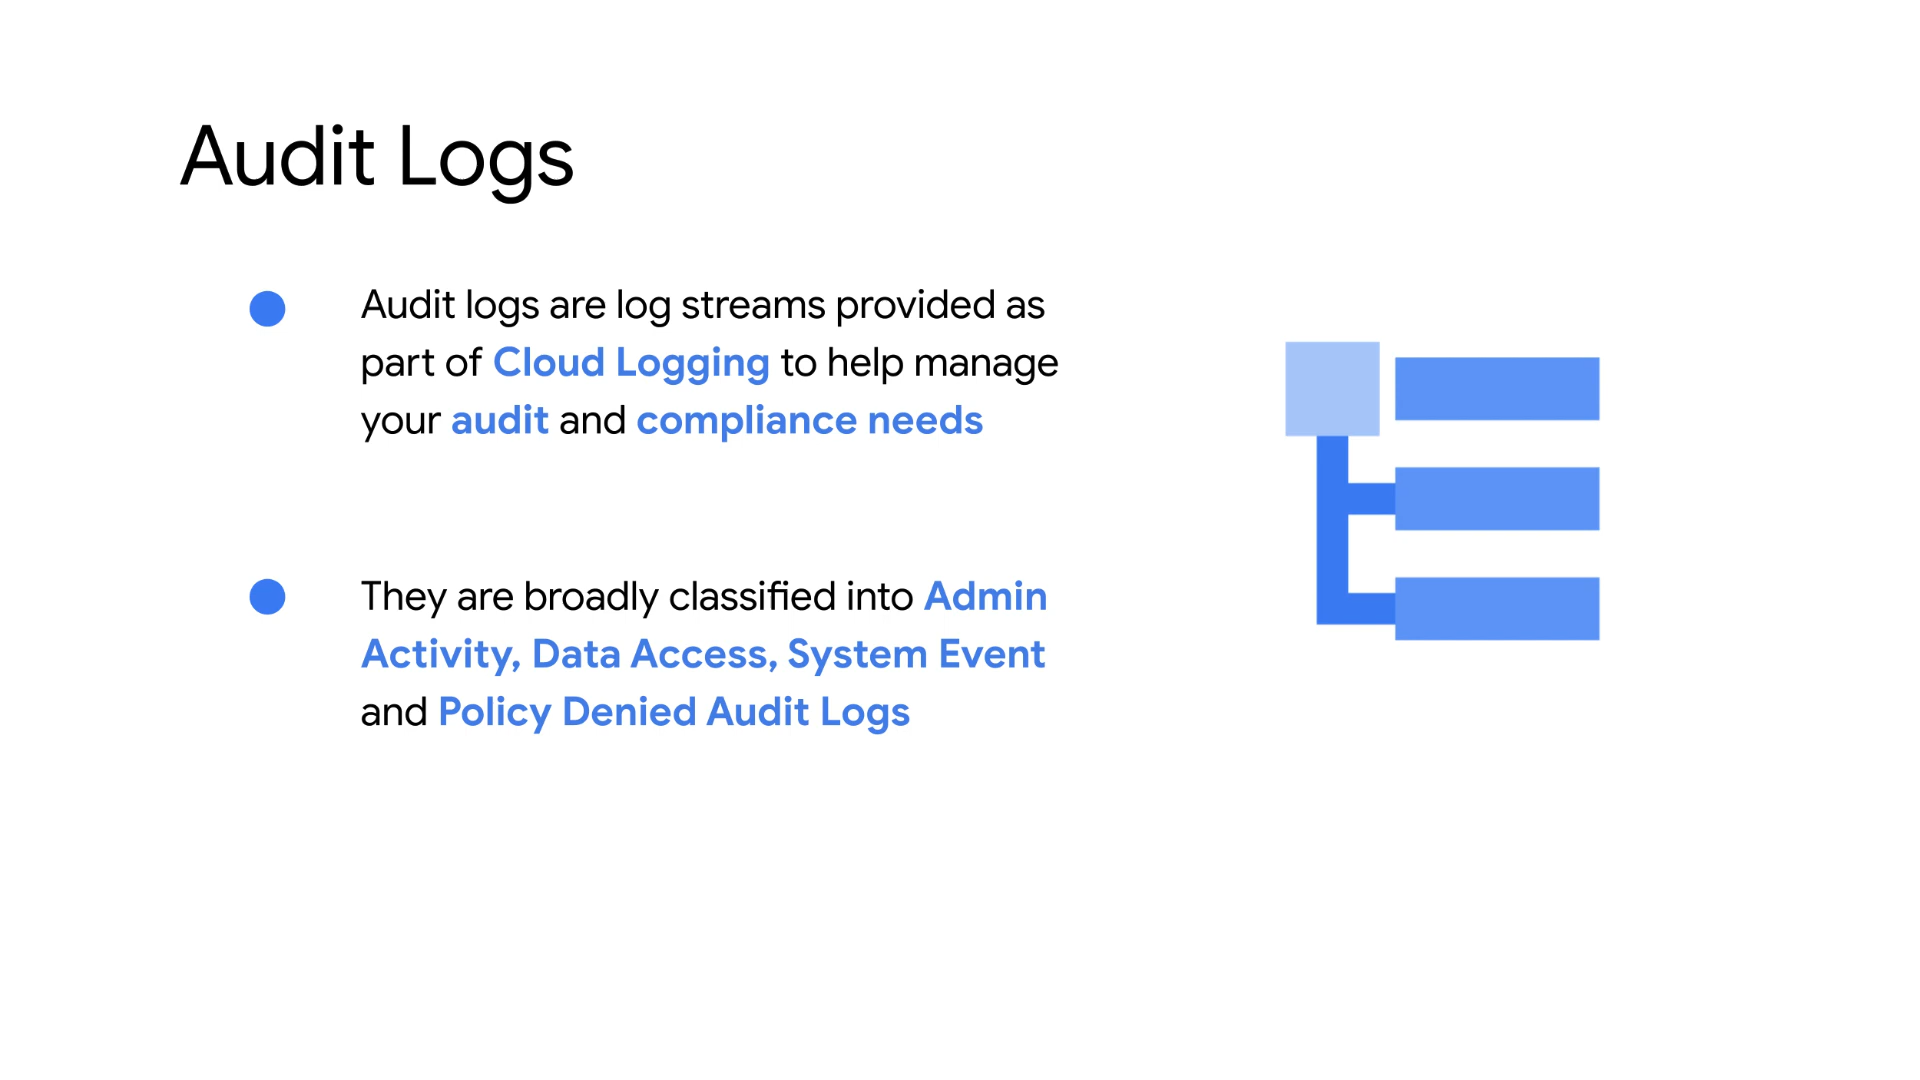 Audit Logs
Audit logs are log streams provided as
part of Cloud Logging to help manage
your audit and compliance needs
They are broadly classified into Admin
Activity, Data Access, System Event
and Policy Denied Audit Logs